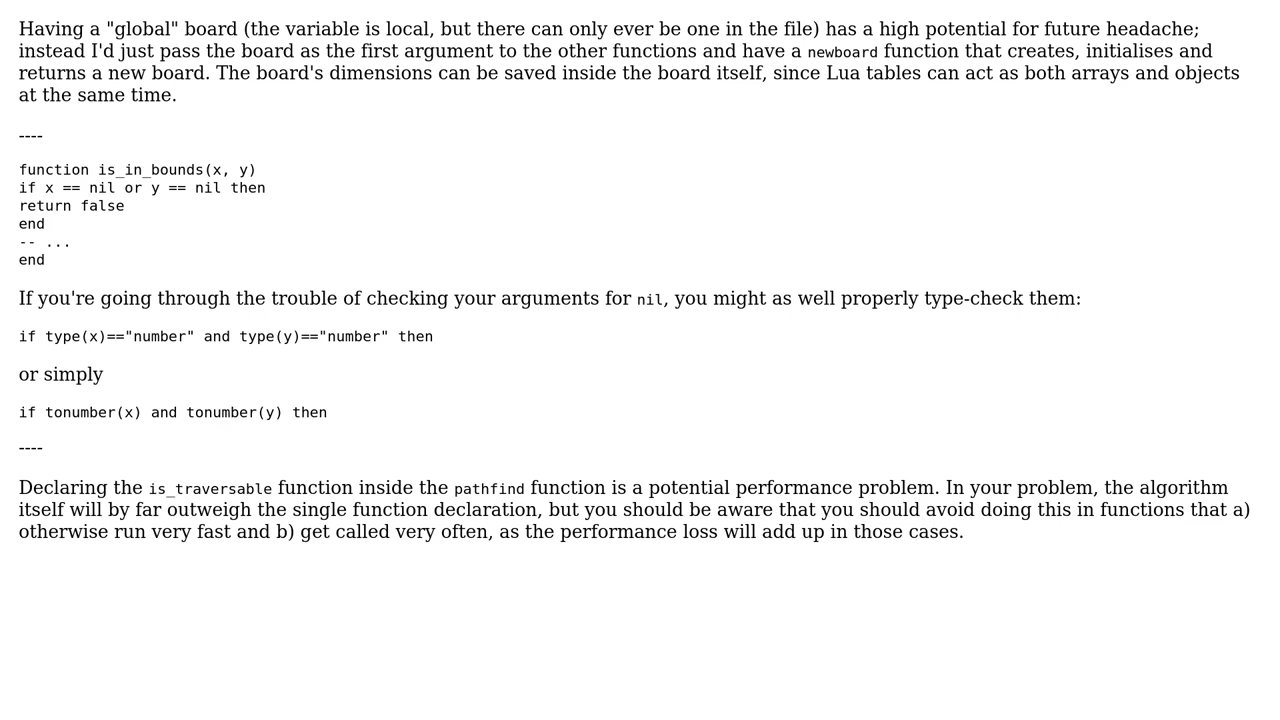 Having a "global" board (the variable is local, but there can only ever be one in the file) has a high potential for future headache;
instead I'd just pass the board as the first argument to the other functions and have a newboard function that creates, initialises and
returns a new board. The board's dimensions can be saved inside the board itself, since Lua tables can act as both arrays and objects
at the same time.
----
function is_in_bounds(x, y)
if x == nil or y == nil then
return false
end
-- ...
end
If you're going through the trouble of checking your arguments for nil, you might as well properly type-check them:
if type(x)=="number" and type(y)=="number" then
or simply
if tonumber(x) and tonumber(y) then
----
Declaring the is_traversable function inside the pathfind function is a potential performance problem. In your problem, the algorithm
itself will by far outweigh the single function declaration, but you should be aware that you should avoid doing this in functions that a)
otherwise run very fast and b) get called very often, as the performance loss will add up in those cases.